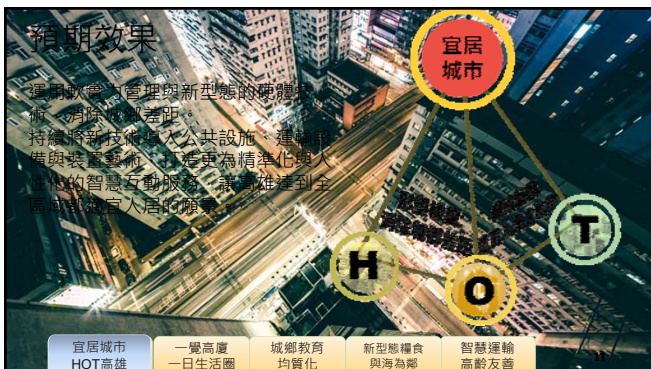 預期效果
宜居
城市
運用軟實力管理與新型態的硬體技
術，消除城鄉差距。
持續將新技術導入公共設施、運輸設
備與裝置藝術，打造更為精準化與人
性化的智慧互動服務，讓高雄達到全
區域都適宜人居的願景。
T
H
O
宜居城市
HOT高雄
一覺高廈
一日生活圈
城鄉教育
均質化
新型態糧食
與海為鄰
智慧運輸
高齡友善
11